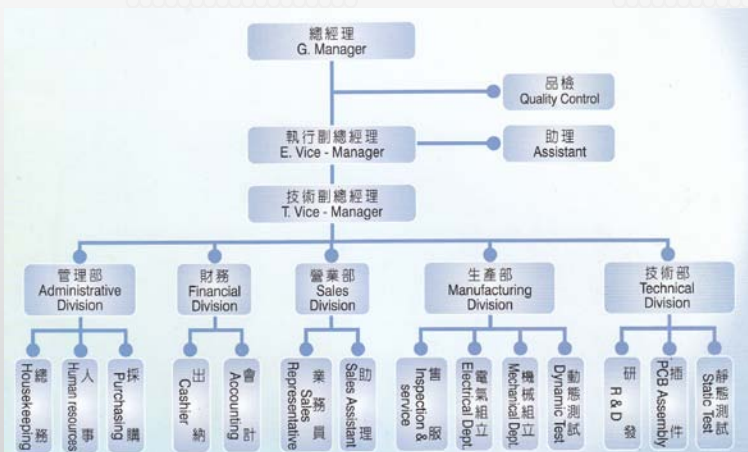 總經理
G. Manager
品檢
Quality Control
執行副總經理
E. Vice - Manager
助理
Assistant
技術副總經理
T. Vice - Manager
管理部
Administrative
Division
財務
Financial
Division
營業部
Sales
Division
生產部
Manufacturing
Division
技術部
Technical
Division
總務
Housekeeping
人事
Human resources
採購
Purchasing
出納
Cashier
會計
Accounting
業務員
Sales
Representative
助理
Sales Assistant
售服
Inspection &
service
電氣組立
Electrical Dept.
機械組立
Mechanical Dept.
動態測試
Dynamic Test
研發
R & D
插件
PCB Assembly
靜態測試
Static Test